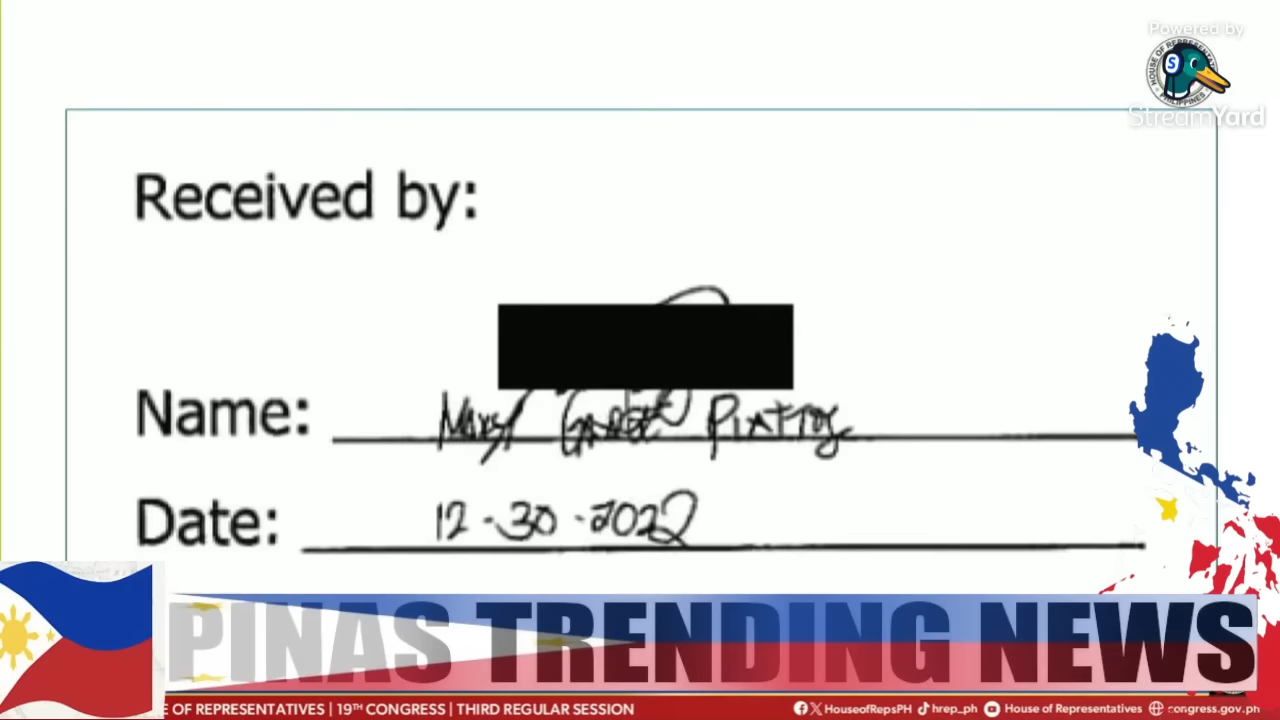 Powered by
StreamYard
Received by:
Name: Mary Piattos
Date: 12-30-2022
PINAS TRENDING NEWS
E OF REPRESENTATIVES | 19TH CONGRESS | THIRD REGULAR SESSION
HouseofRepsPH hrep_ph House of Representatives congress.gov.ph